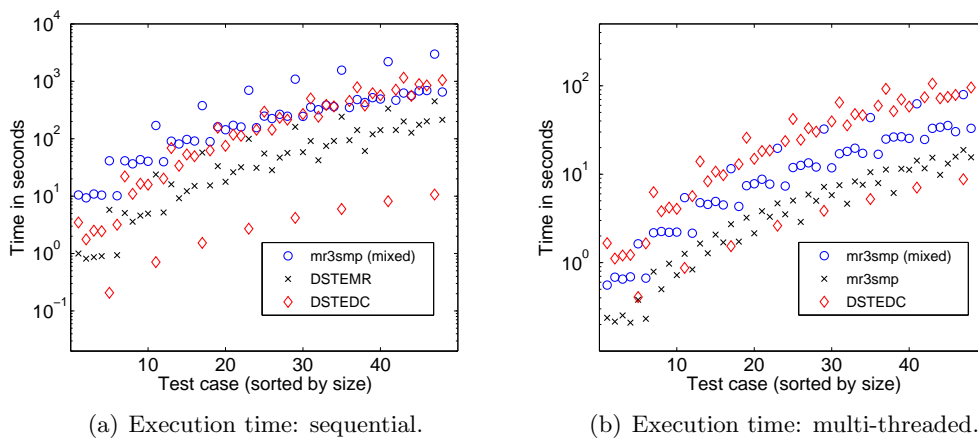 10^4
10^3
10^2
10^1
10^0
10^-1
Time in seconds
mr3smp (mixed)
DSTEMR
DSTEDC
10 20 30 40
Test case (sorted by size)
(a) Execution time: sequential.
10^2
10^1
10^0
Time in seconds
mr3smp (mixed)
mr3smp
DSTEDC
10 20 30 40
Test case (sorted by size)
(b) Execution time: multi-threaded.